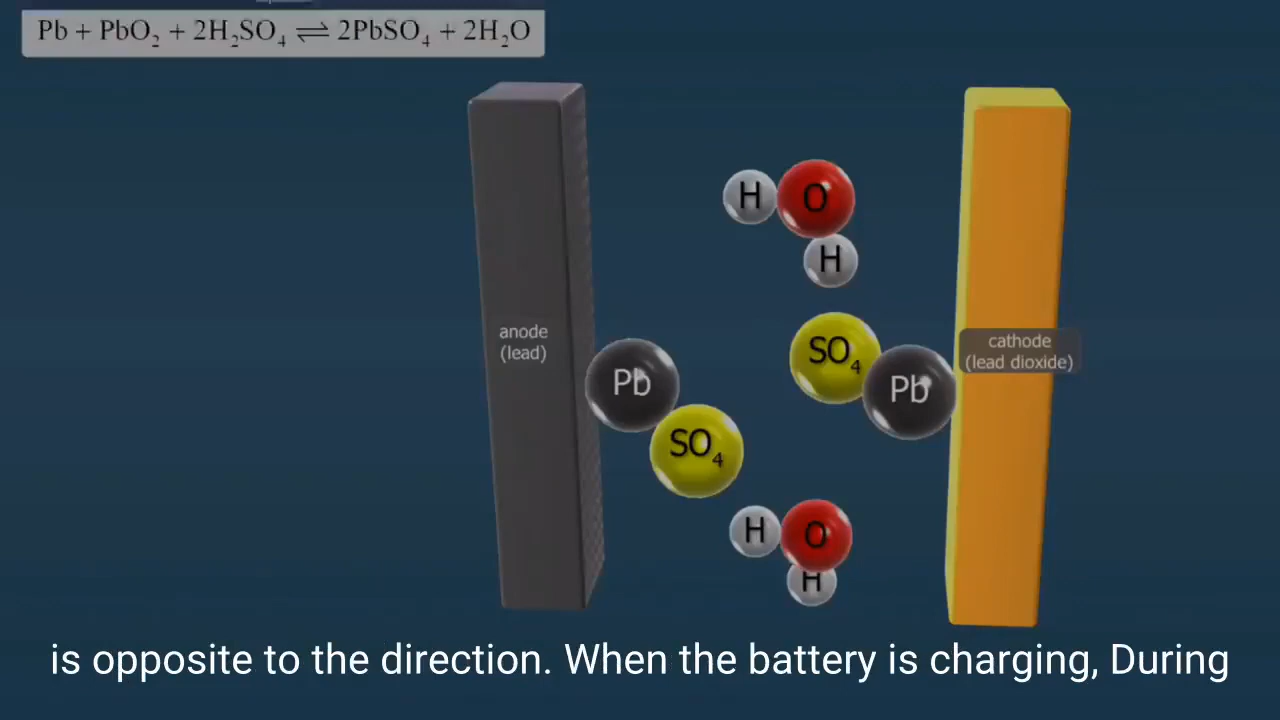 Pb + PbO₂ + 2H₂SO₄ ⇌ 2PbSO₄ + 2H₂O
H O
H
anode
(lead)
cathode
(lead dioxide)
SO₄
Pb
Pb
SO₄
H O
H
is opposite to the direction. When the battery is charging, During